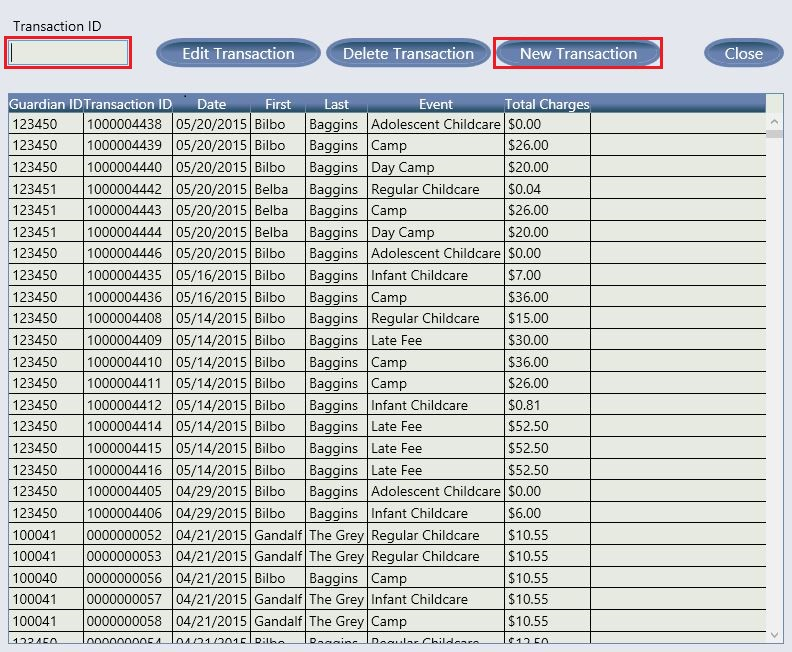 Transaction ID
Edit Transaction Delete Transaction New Transaction Close
Guardian ID Transaction ID Date First Last Event Total Charges
123450 1000004438 05/20/2015 Bilbo Baggins Adolescent Childcare $0.00
123450 1000004439 05/20/2015 Bilbo Baggins Camp $26.00
123450 1000004440 05/20/2015 Bilbo Baggins Day Camp $20.00
123451 1000004442 05/20/2015 Belba Baggins Regular Childcare $0.04
123451 1000004443 05/20/2015 Belba Baggins Camp $26.00
123451 1000004444 05/20/2015 Belba Baggins Day Camp $20.00
123450 1000004446 05/20/2015 Bilbo Baggins Adolescent Childcare $0.00
123450 1000004435 05/16/2015 Bilbo Baggins Infant Childcare $7.00
123450 1000004436 05/16/2015 Bilbo Baggins Camp $36.00
123450 1000004408 05/14/2015 Bilbo Baggins Regular Childcare $15.00
123450 1000004409 05/14/2015 Bilbo Baggins Late Fee $30.00
123450 1000004410 05/14/2015 Bilbo Baggins Camp $36.00
123450 1000004411 05/14/2015 Bilbo Baggins Camp $26.00
123450 1000004412 05/14/2015 Bilbo Baggins Infant Childcare $0.81
123450 1000004414 05/14/2015 Bilbo Baggins Late Fee $52.50
123450 1000004415 05/14/2015 Bilbo Baggins Late Fee $52.50
123450 1000004416 05/14/2015 Bilbo Baggins Late Fee $52.50
123450 1000004405 04/29/2015 Bilbo Baggins Adolescent Childcare $0.00
123450 1000004406 04/29/2015 Bilbo Baggins Infant Childcare $6.00
100041 0000000052 04/21/2015 Gandalf The Grey Regular Childcare $10.55
100041 0000000053 04/21/2015 Gandalf The Grey Regular Childcare $10.55
100040 0000000056 04/21/2015 Bilbo Baggins Camp $10.55
100041 0000000057 04/21/2015 Gandalf The Grey Infant Childcare $10.55
100041 0000000058 04/21/2015 Gandalf The Grey Camp $10.55
123450 0000000054 04/21/2015 Bilbo Baggins Regular Childcare $12.50